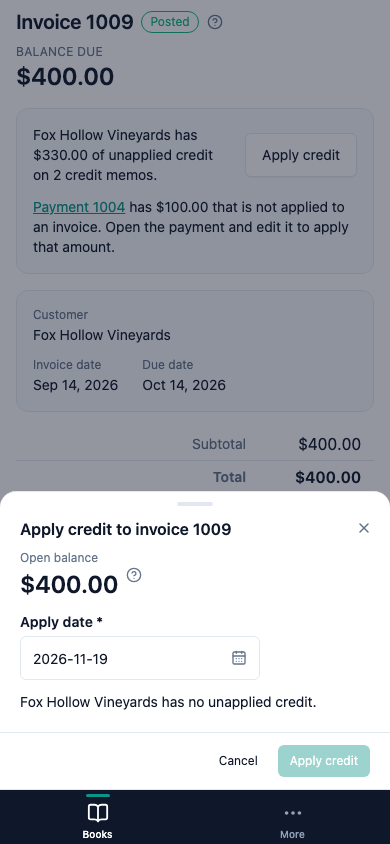 Invoice 1009 Posted
BALANCE DUE
$400.00
Fox Hollow Vineyards has
$330.00 of unapplied credit
on 2 credit memos.
Apply credit
Payment 1004 has $100.00 that is not applied to
an invoice. Open the payment and edit it to apply
that amount.
Customer
Fox Hollow Vineyards
Invoice date Due date
Sep 14, 2026 Oct 14, 2026
Subtotal $400.00
Total $400.00
Apply credit to invoice 1009
Open balance
$400.00
Apply date *
2026-11-19
Fox Hollow Vineyards has no unapplied credit.
Cancel Apply credit
Books More